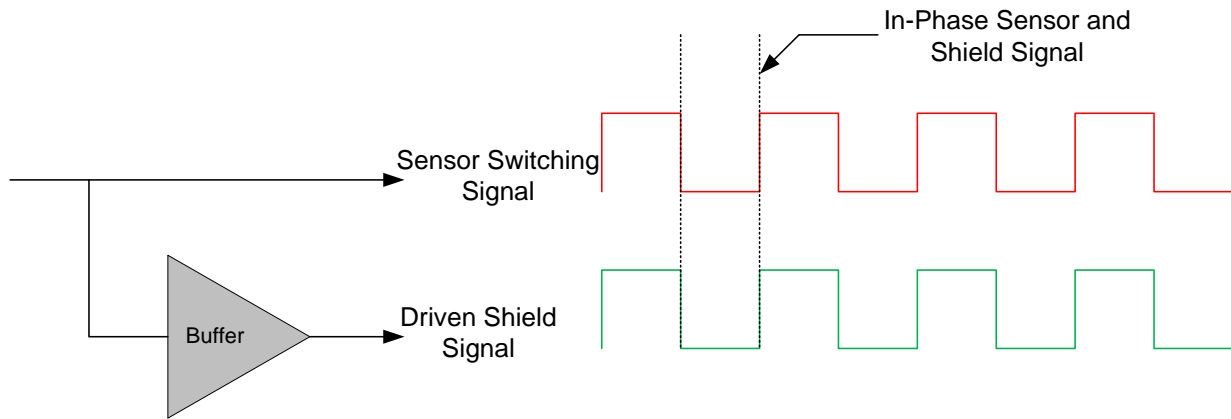 In-Phase Sensor and
Shield Signal
Sensor Switching
Signal
Buffer
Driven Shield
Signal